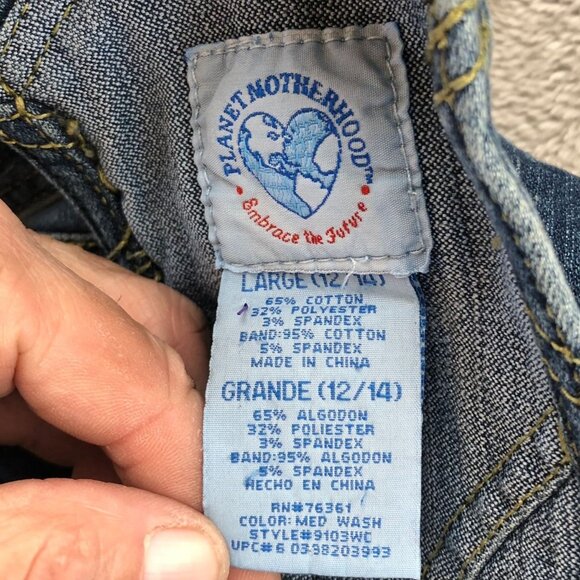 PLANET MOTHERHOOD™
• Embrace the Future •
LARGE (12/14)
65% COTTON
32% POLYESTER
3% SPANDEX
BAND:95% COTTON
5% SPANDEX
MADE IN CHINA
GRANDE (12/14)
65% ALGODON
32% POLIESTER
3% SPANDEX
BAND:95% ALGODON
5% SPANDEX
HECHO EN CHINA
RN#76361
COLOR: MED WASH
STYLE#9103WC
UPC#6 0338203993